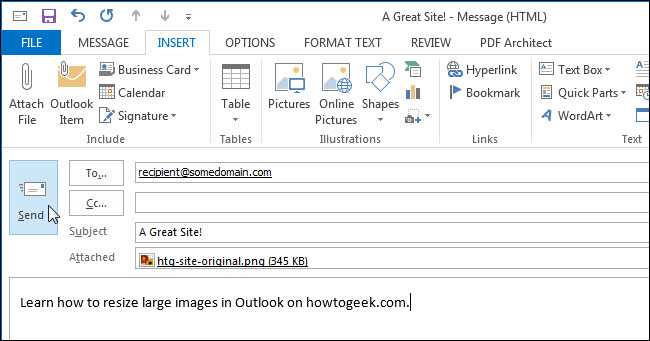 A Great Site! - Message (HTML)
FILE MESSAGE INSERT OPTIONS FORMAT TEXT REVIEW PDF Architect
Attach File
Outlook Item
Business Card
Calendar
Signature
Include
Table
Tables
Pictures
Online Pictures
Shapes
Illustrations
Hyperlink
Bookmark
Links
Text Box
Quick Parts
WordArt
Text
Send
To...
recipient@somedomain.com
Cc...
Subject
A Great Site!
Attached
htg-site-original.png (345 KB)
Learn how to resize large images in Outlook on howtogeek.com.